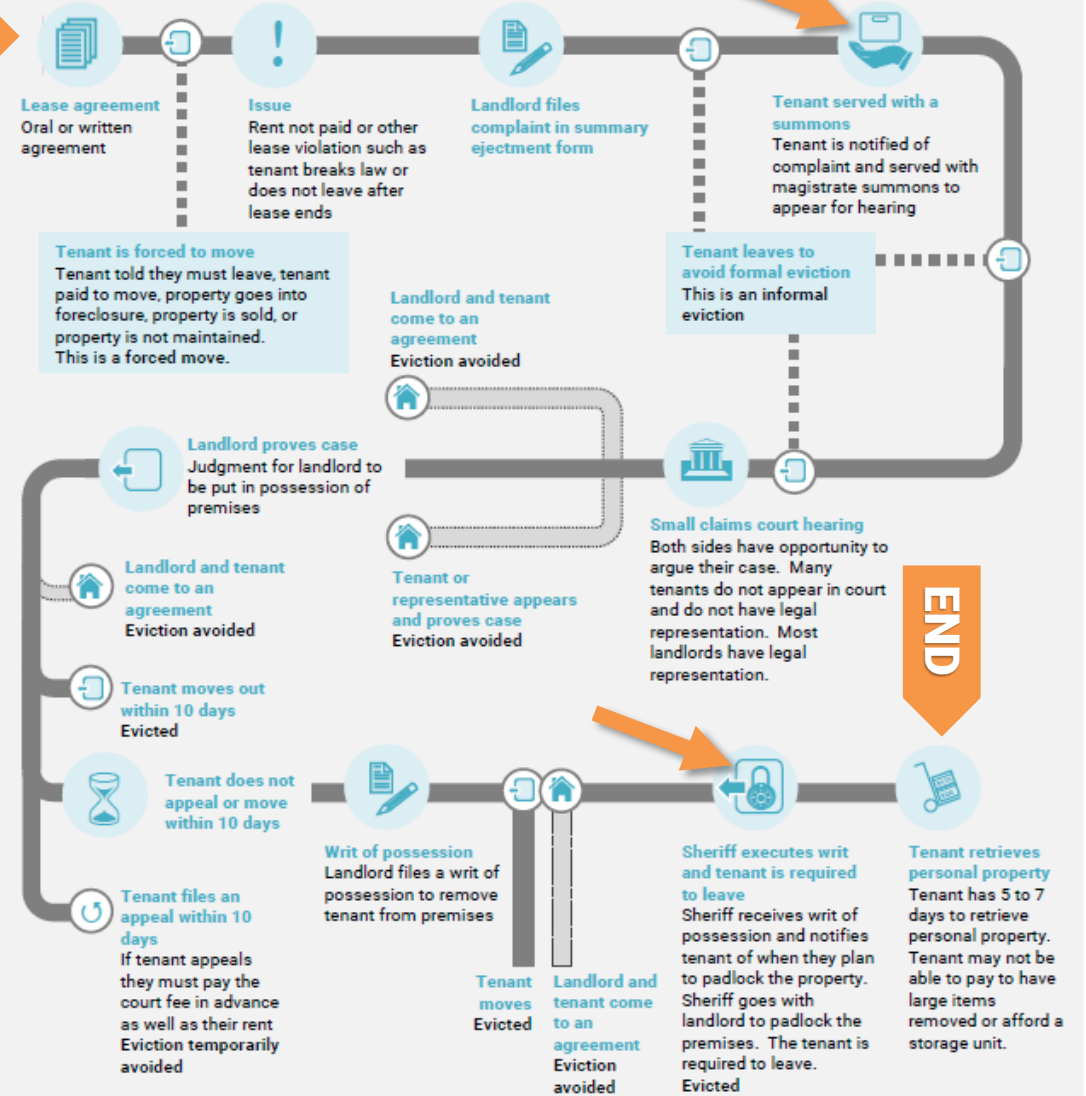 Lease agreement
Oral or written
agreement
Issue
Rent not paid or other
lease violation such as
tenant breaks law or
does not leave after
lease ends
Landlord files
complaint in summary
ejectment form
Tenant served with a
summons
Tenant is notified of
complaint and served with
magistrate summons to
appear for hearing
Tenant is forced to move
Tenant told they must leave, tenant
paid to move, property goes into
foreclosure, property is sold, or
property is not maintained.
This is a forced move.
Tenant leaves to
avoid formal eviction
This is an informal
eviction
Landlord and tenant
come to an
agreement
Eviction avoided
Landlord proves case
Judgment for landlord to
be put in possession of
premises
Small claims court hearing
Both sides have opportunity to
argue their case. Many
tenants do not appear in court
and do not have legal
representation. Most
landlords have legal
representation.
Tenant or
representative appears
and proves case
Eviction avoided
Landlord and tenant
come to an
agreement
Eviction avoided
Tenant moves out
within 10 days
Evicted
Tenant does not
appeal or move
within 10 days
Tenant files an
appeal within 10
days
If tenant appeals
they must pay the
court fee in advance
as well as their rent
Eviction temporarily
avoided
Writ of possession
Landlord files a writ of
possession to remove
tenant from premises
Tenant
moves
Evicted
Landlord and
tenant come
to an
agreement
Eviction
avoided
Sheriff executes writ
and tenant is required
to leave
Sheriff receives writ of
possession and notifies
tenant of when they plan
to padlock the property.
Sheriff goes with
landlord to padlock the
premises. The tenant is
required to leave.
Evicted
END
Tenant retrieves
personal property
Tenant has 5 to 7
days to retrieve
personal property.
Tenant may not be
able to pay to have
large items
removed or afford a
storage unit.